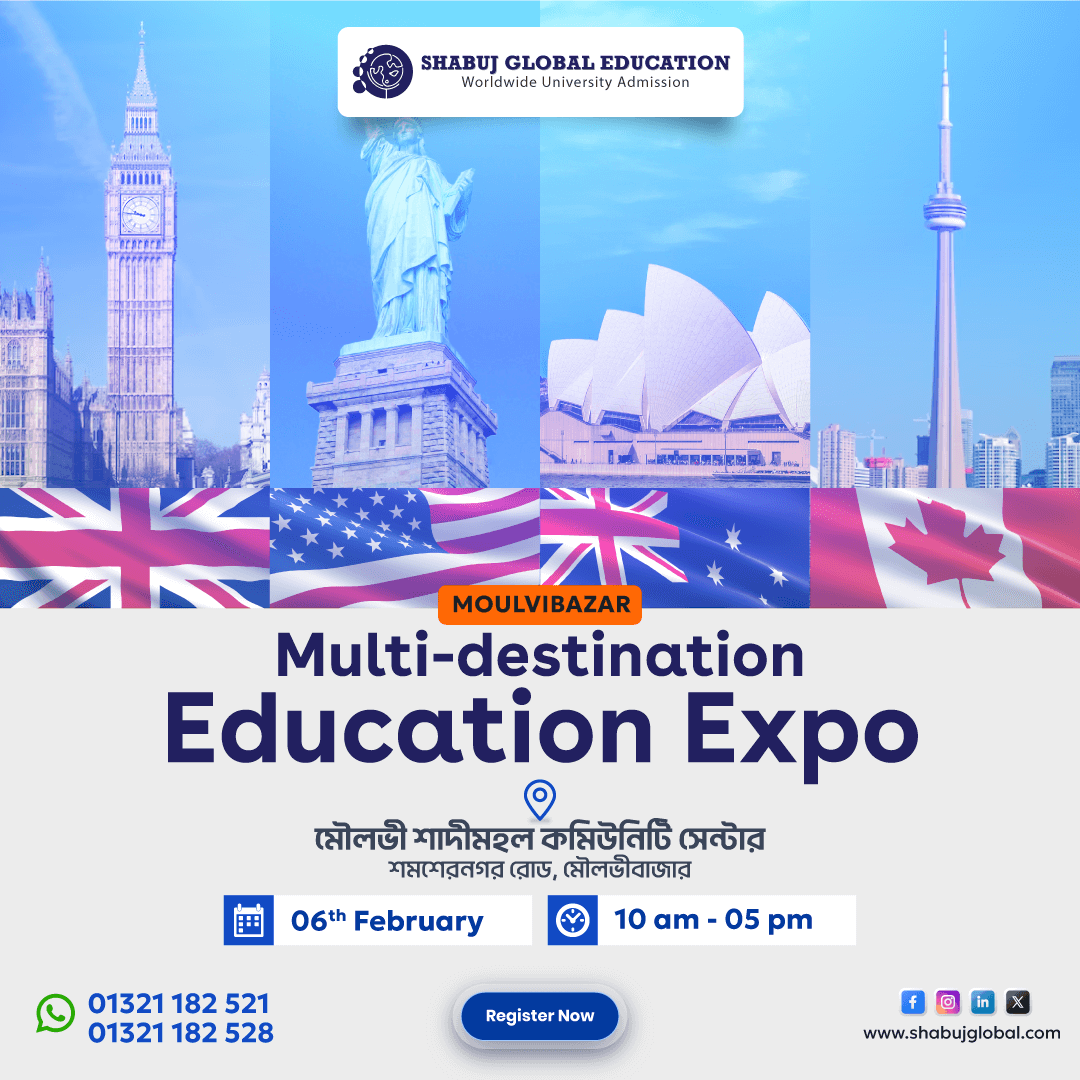 SHABUJ GLOBAL EDUCATION
Worldwide University Admission
MOULVIBAZAR
Multi-destination
Education Expo
মৌলভী শাদীমহল কমিউনিটি সেন্টার
শমশেরনগর রোড, মৌলভীবাজার
06th February
10 am - 05 pm
01321 182 521
01321 182 528
Register Now
www.shabujglobal.com